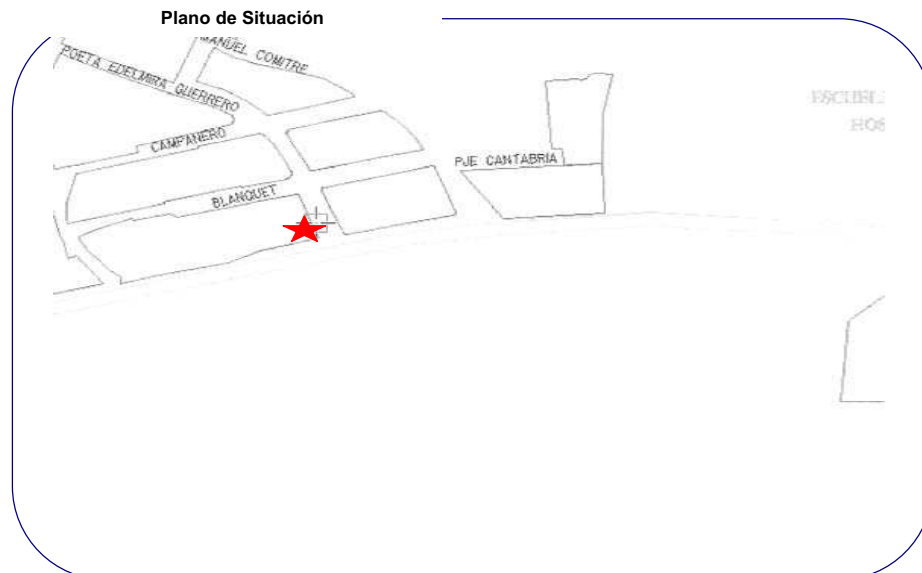 Plano de Situación
MANUEL COMITRE
POETA EDELMIRA GUERRERO
CAMPANERO
PJE CANTABRIA
BLANQUET